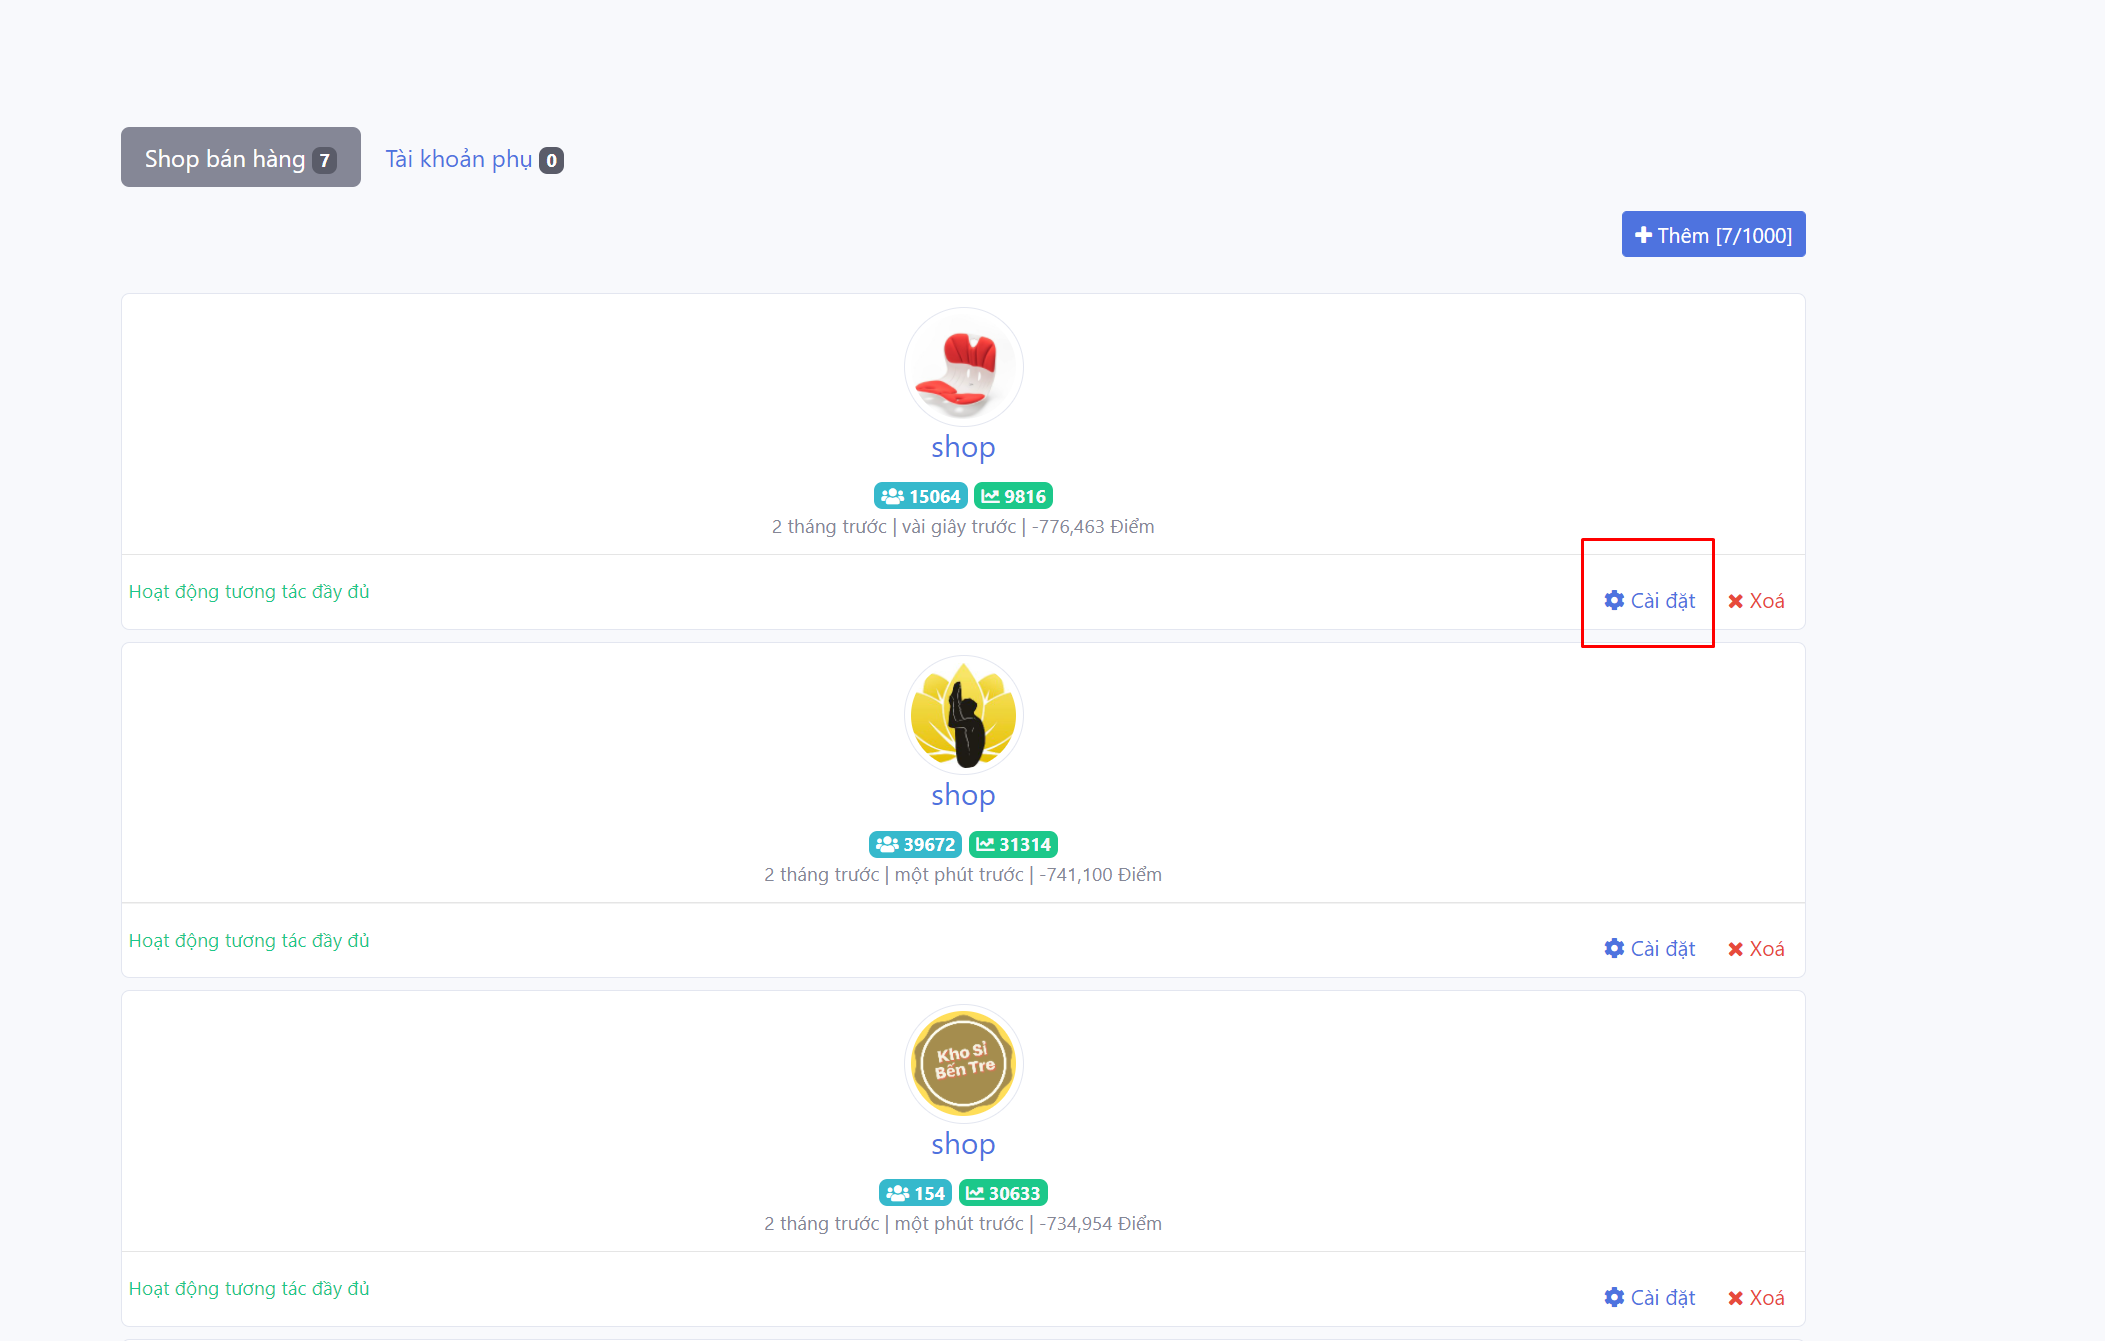 Shop bán hàng 7 Tài khoản phụ 0
Thêm [7/1000]
shop
15064 9816
2 tháng trước | vài giây trước | -776,463 Điểm
Hoạt động tương tác đầy đủ Cài đặt Xoá
shop
39672 31314
2 tháng trước | một phút trước | -741,100 Điểm
Hoạt động tương tác đầy đủ Cài đặt Xoá
Kho Sỉ
Bến Tre
shop
154 30633
2 tháng trước | một phút trước | -734,954 Điểm
Hoạt động tương tác đầy đủ Cài đặt Xoá